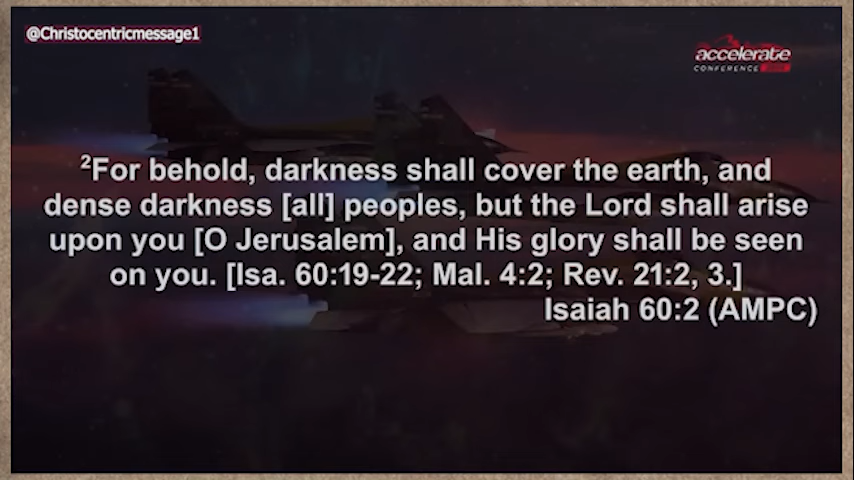 @Christocentricmessage1
accelerate
CONFERENCE
²For behold, darkness shall cover the earth, and
dense darkness [all] peoples, but the Lord shall arise
upon you [O Jerusalem], and His glory shall be seen
on you. [Isa. 60:19-22; Mal. 4:2; Rev. 21:2, 3.]
Isaiah 60:2 (AMPC)